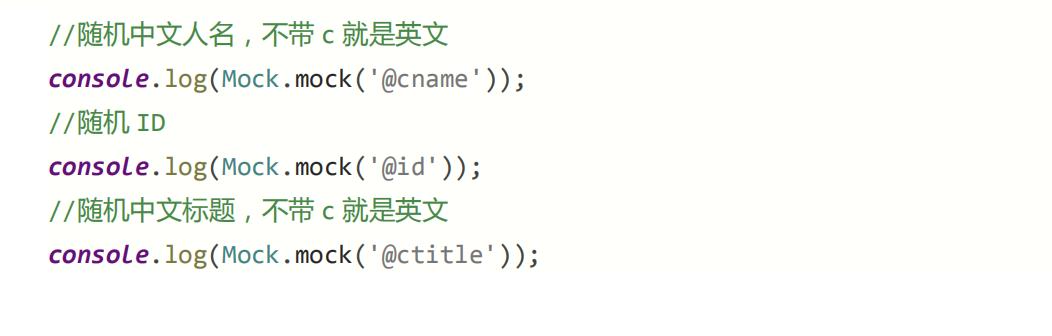 //随机中文人名，不带 c 就是英文
console.log(Mock.mock('@cname'));
//随机 ID
console.log(Mock.mock('@id'));
//随机中文标题，不带 c 就是英文
console.log(Mock.mock('@ctitle'));